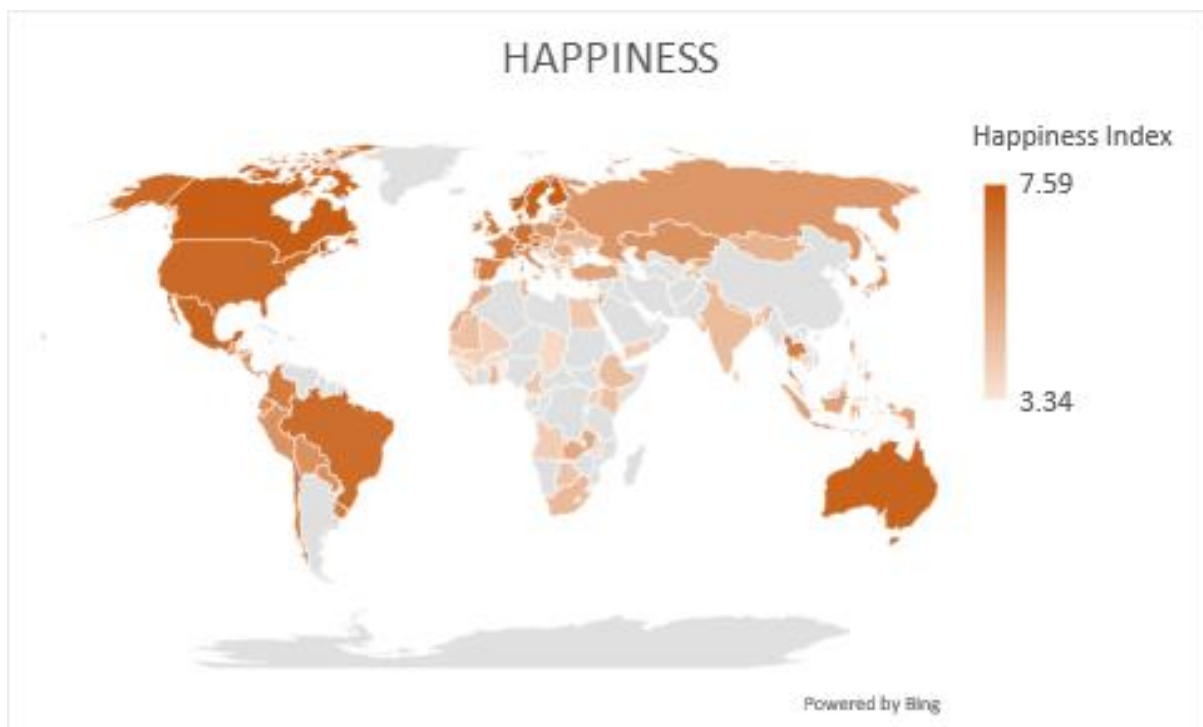 HAPPINESS
Happiness Index
7.59
3.34
Powered by Bing